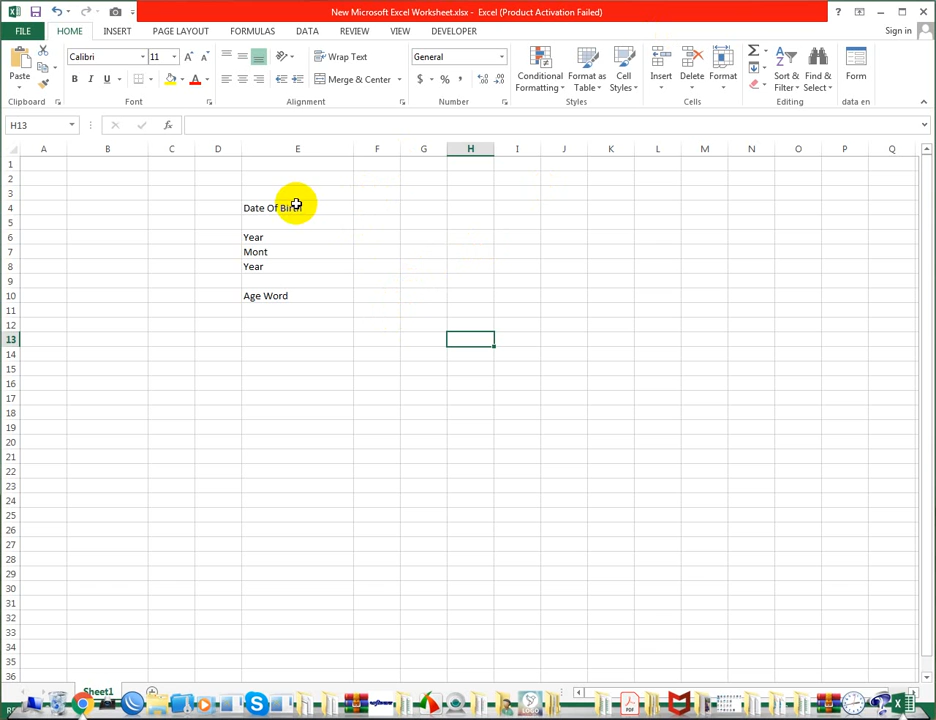 New Microsoft Excel Worksheet.xlsx - Excel (Product Activation Failed)
FILE HOME INSERT PAGE LAYOUT FORMULAS DATA REVIEW VIEW DEVELOPER Sign in
Calibri 11 Wrap Text General
Paste Merge & Center Conditional Formatting Format as Table Cell Styles Insert Delete Format Sort & Filter Find & Select Form
Clipboard Font Alignment Number Styles Cells Editing data en
H13
A B C D E F G H I J K L M N O P Q
1
2
3
4 Date Of Birth
5
6 Year
7 Mont
8 Year
9
10 Age Word
11
12
13
14
15
16
17
18
19
20
21
22
23
24
25
26
27
28
29
30
31
32
33
34
35
36
Sheet1